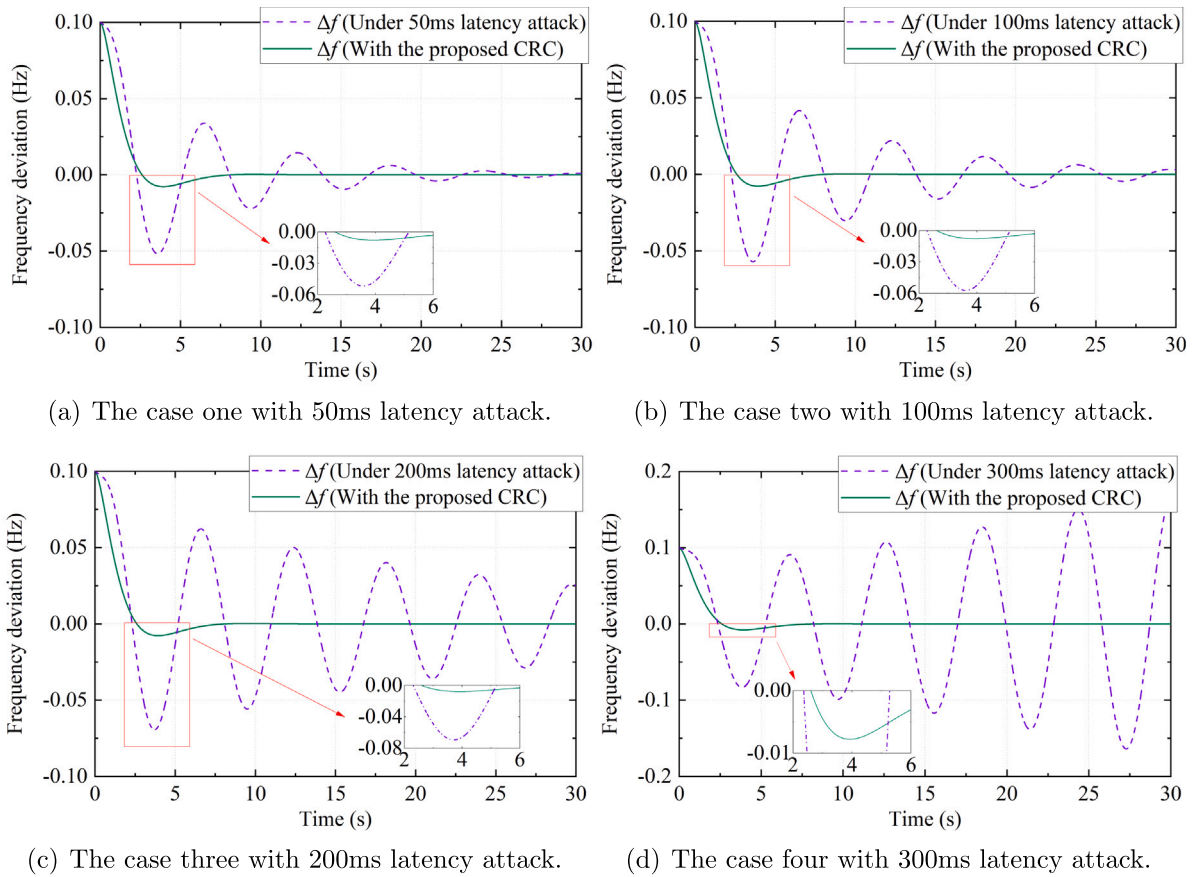 Δf (Under 50ms latency attack)
Δf (With the proposed CRC)
0.10
0.05
0.00
-0.05
-0.10
Frequency deviation (Hz)
0.00
-0.03
-0.06
2 4 6
0 5 10 15 20 25 30
Time (s)
(a) The case one with 50ms latency attack.
Δf (Under 100ms latency attack)
Δf (With the proposed CRC)
0.10
0.05
0.00
-0.05
-0.10
Frequency deviation (Hz)
0.00
-0.03
-0.06
2 4 6
0 5 10 15 20 25 30
Time (s)
(b) The case two with 100ms latency attack.
Δf (Under 200ms latency attack)
Δf (With the proposed CRC)
0.10
0.05
0.00
-0.05
-0.10
Frequency deviation (Hz)
0.00
-0.04
-0.08
2 4 6
0 5 10 15 20 25 30
Time (s)
(c) The case three with 200ms latency attack.
Δf (Under 300ms latency attack)
Δf (With the proposed CRC)
0.2
0.1
0.0
-0.1
-0.2
Frequency deviation (Hz)
0.00
-0.01
2 4 6
0 5 10 15 20 25 30
Time (s)
(d) The case four with 300ms latency attack.